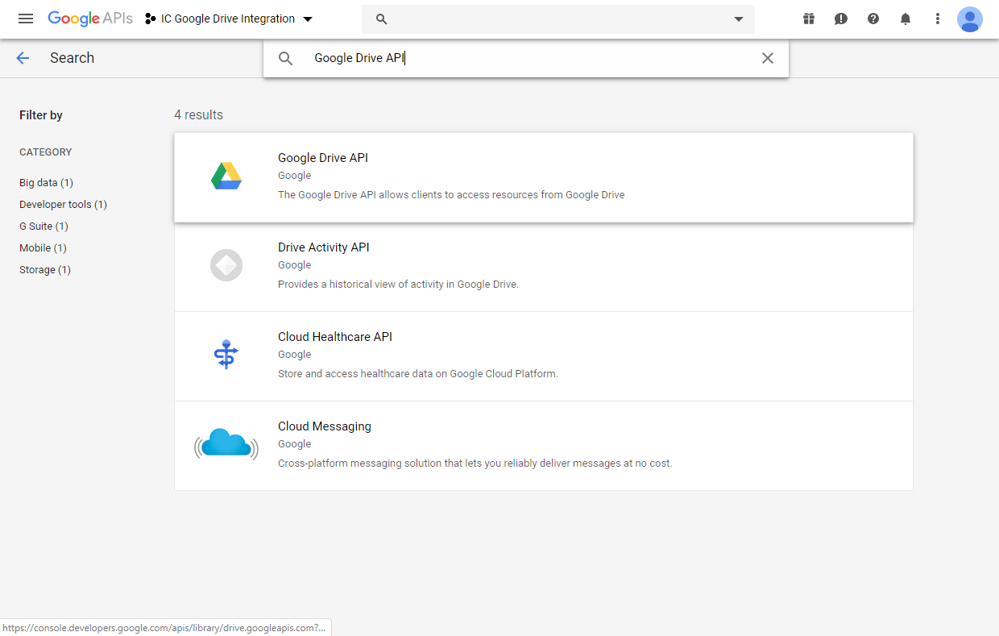 Google APIs IC Google Drive Integration
Search
Google Drive API
Filter by
CATEGORY
Big data (1)
Developer tools (1)
G Suite (1)
Mobile (1)
Storage (1)
4 results
Google Drive API
Google
The Google Drive API allows clients to access resources from Google Drive
Drive Activity API
Google
Provides a historical view of activity in Google Drive.
Cloud Healthcare API
Google
Store and access healthcare data on Google Cloud Platform.
Cloud Messaging
Google
Cross-platform messaging solution that lets you reliably deliver messages at no cost.
https://console.developers.google.com/apis/library/drive.googleapis.com?...